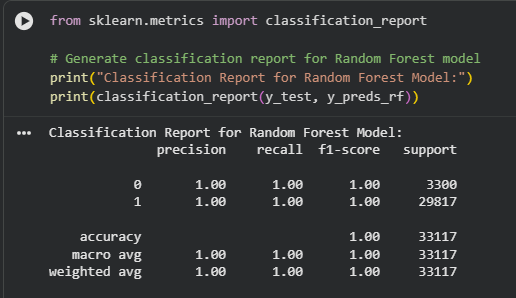 from sklearn.metrics import classification_report
# Generate classification report for Random Forest model
print("Classification Report for Random Forest Model:")
print(classification_report(y_test, y_preds_rf))
Classification Report for Random Forest Model:
precision recall f1-score support
0 1.00 1.00 1.00 3300
1 1.00 1.00 1.00 29817
accuracy 1.00 33117
macro avg 1.00 1.00 1.00 33117
weighted avg 1.00 1.00 1.00 33117